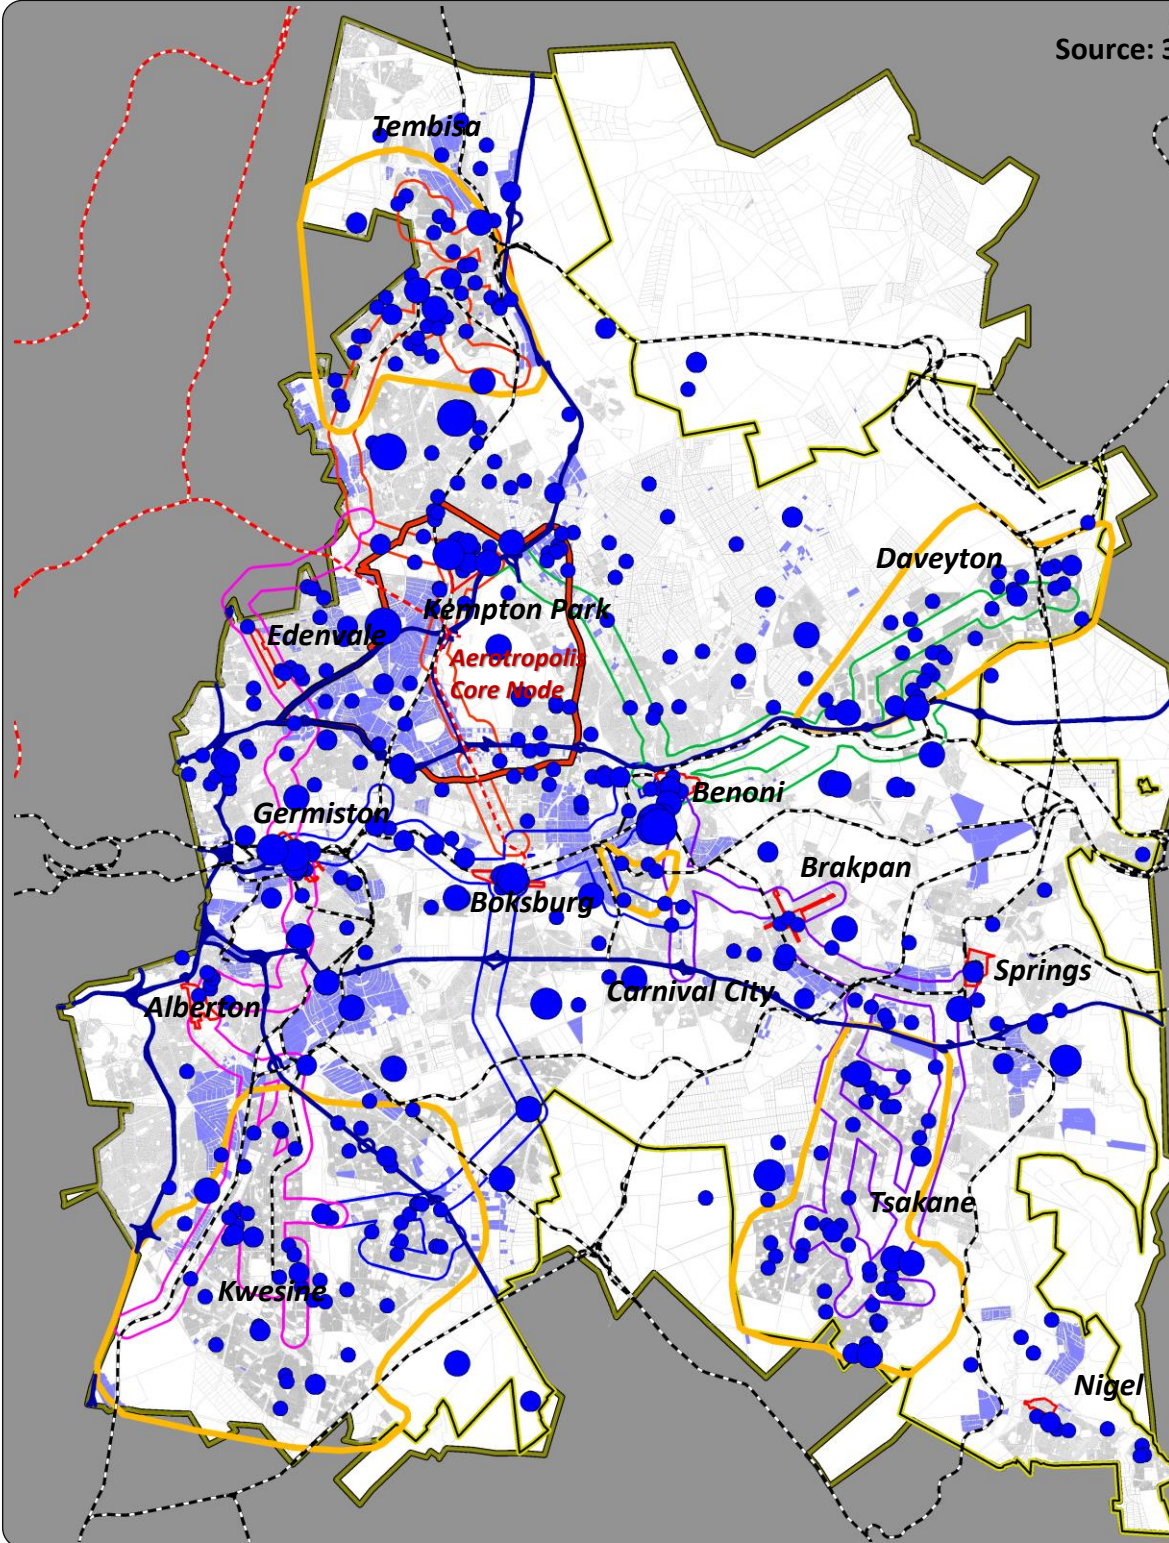 Source: 3
Tembisa
Daveyton
Kempton Park
Edenvale
Aerotropolis
Core Node
Benoni
Germiston
Brakpan
Boksburg
Springs
Carnival City
Alberton
Tsakane
Kwesine
Nigel